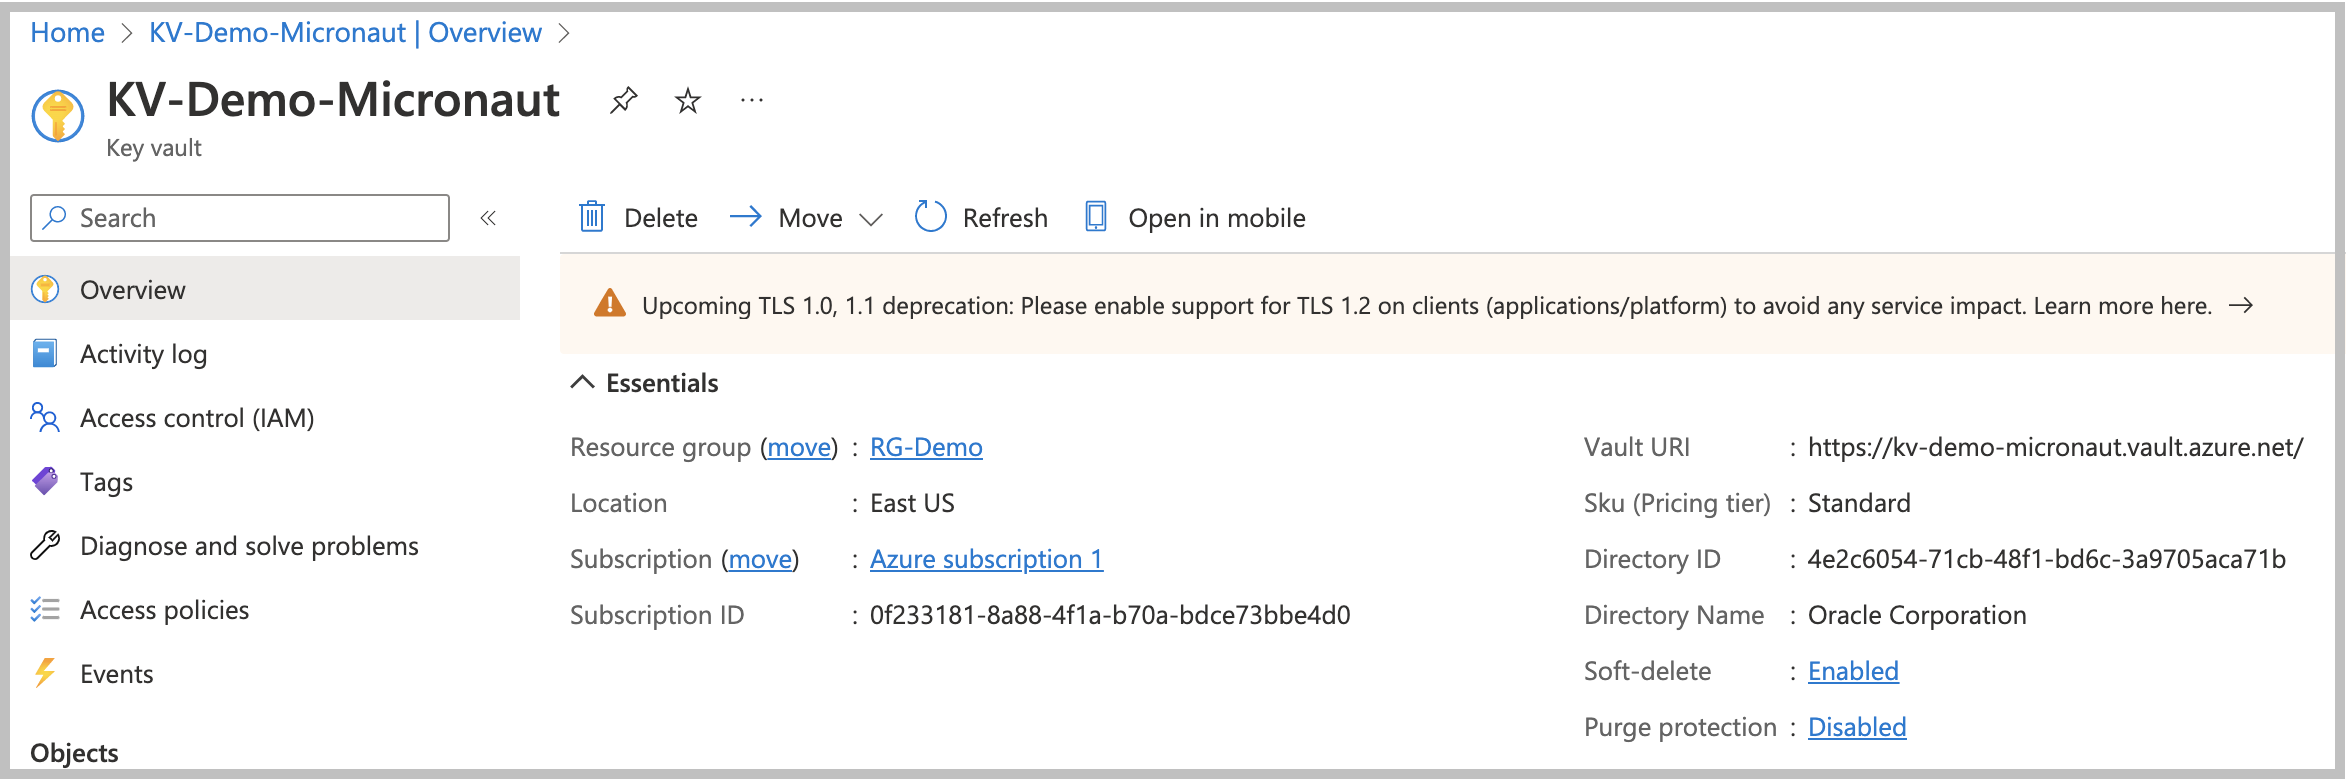 Home > KV-Demo-Micronaut | Overview >
KV-Demo-Micronaut
Key vault
Search
Overview
Activity log
Access control (IAM)
Tags
Diagnose and solve problems
Access policies
Events
Objects
Delete Move Refresh Open in mobile
Upcoming TLS 1.0, 1.1 deprecation: Please enable support for TLS 1.2 on clients (applications/platform) to avoid any service impact. Learn more here. →
Essentials
Resource group (move) : RG-Demo
Location : East US
Subscription (move) : Azure subscription 1
Subscription ID : 0f233181-8a88-4f1a-b70a-bdce73bbe4d0
Vault URI : https://kv-demo-micronaut.vault.azure.net/
Sku (Pricing tier) : Standard
Directory ID : 4e2c6054-71cb-48f1-bd6c-3a9705aca71b
Directory Name : Oracle Corporation
Soft-delete : Enabled
Purge protection : Disabled